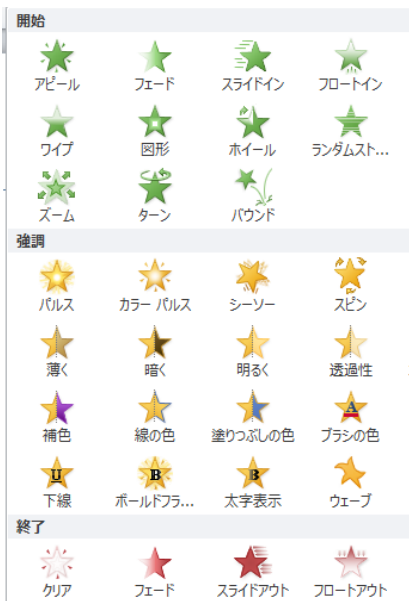 開始
アピール フェード スライドイン フロートイン
ワイプ 図形 ホイール ランダムスト...
ズーム ターン バウンド
強調
パルス カラー パルス シーソー スピン
薄く 暗く 明るく 透過性
補色 線の色 塗りつぶしの色 ブラシの色
下線 ボールドフラ... 太字表示 ウェーブ
終了
クリア フェード スライドアウト フロートアウト